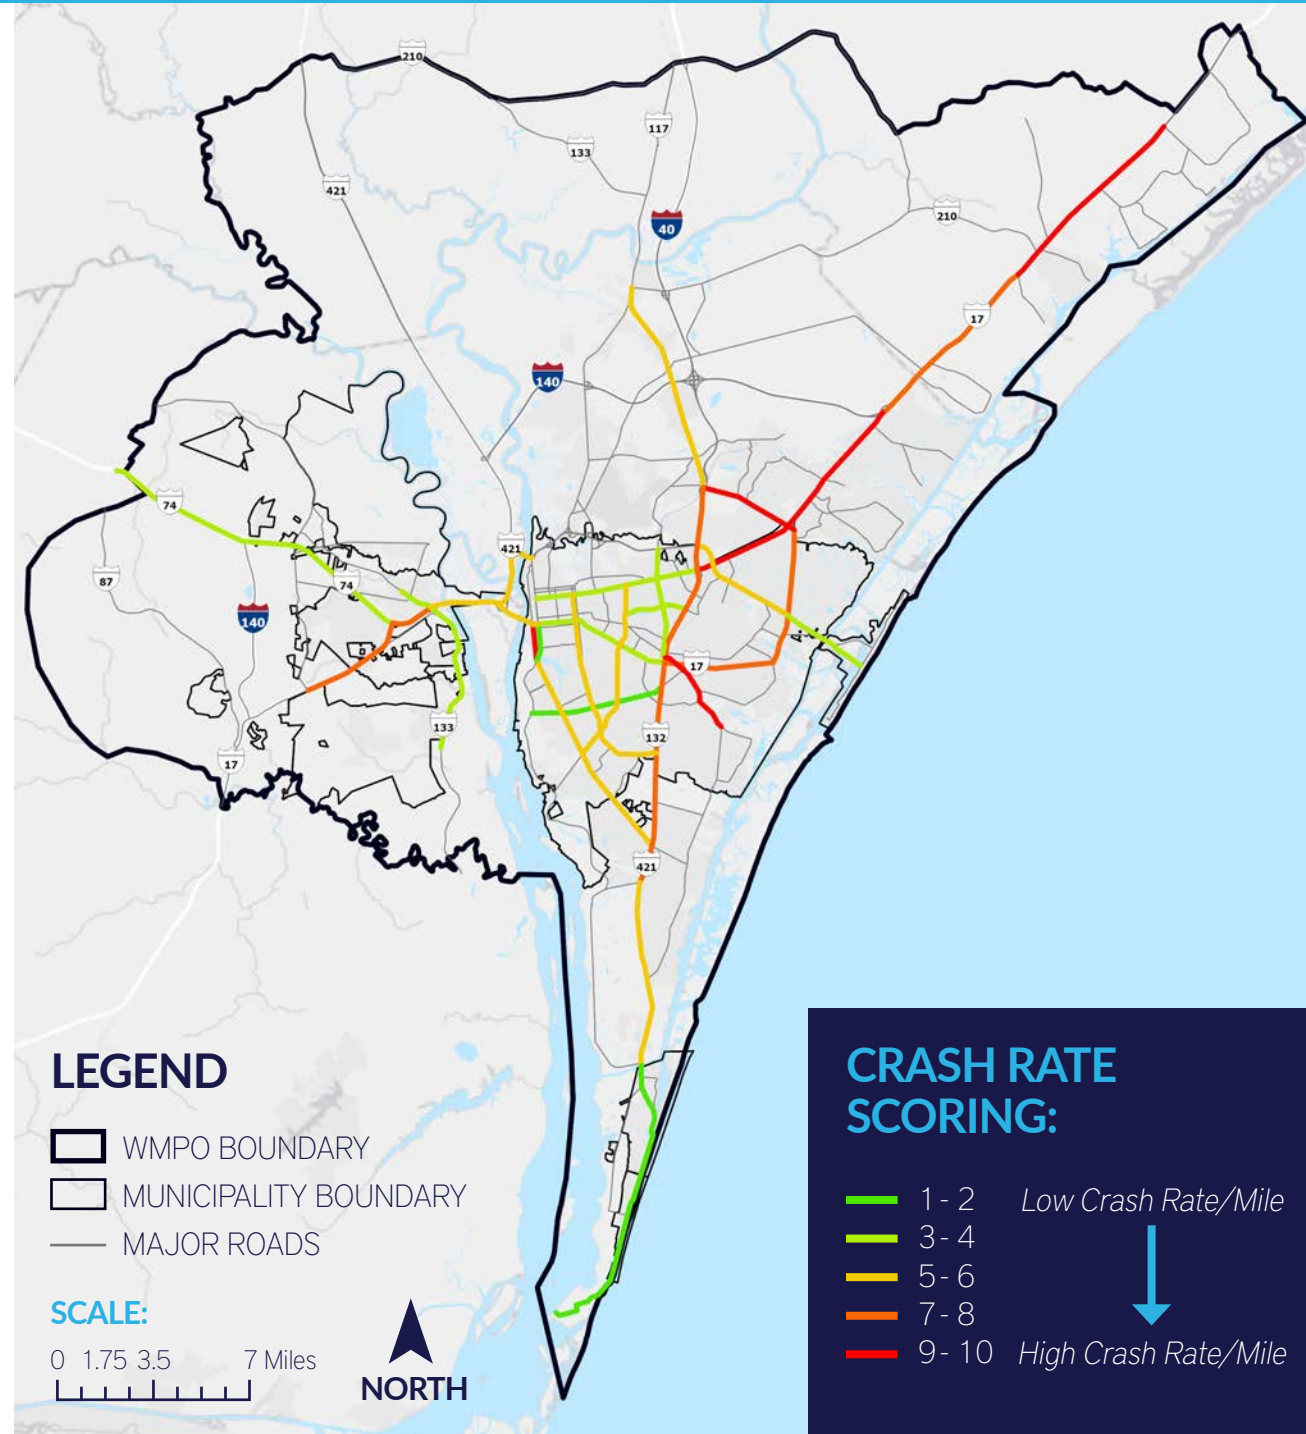 210
117
133
421
40
210
17
140
74
421
87
74
140
17
133
132
17
421
LEGEND
WMPO BOUNDARY
MUNICIPALITY BOUNDARY
MAJOR ROADS
SCALE:
0 1.75 3.5 7 Miles
NORTH
CRASH RATE
SCORING:
1 - 2 Low Crash Rate/Mile
3 - 4
5 - 6
7 - 8
9 - 10 High Crash Rate/Mile